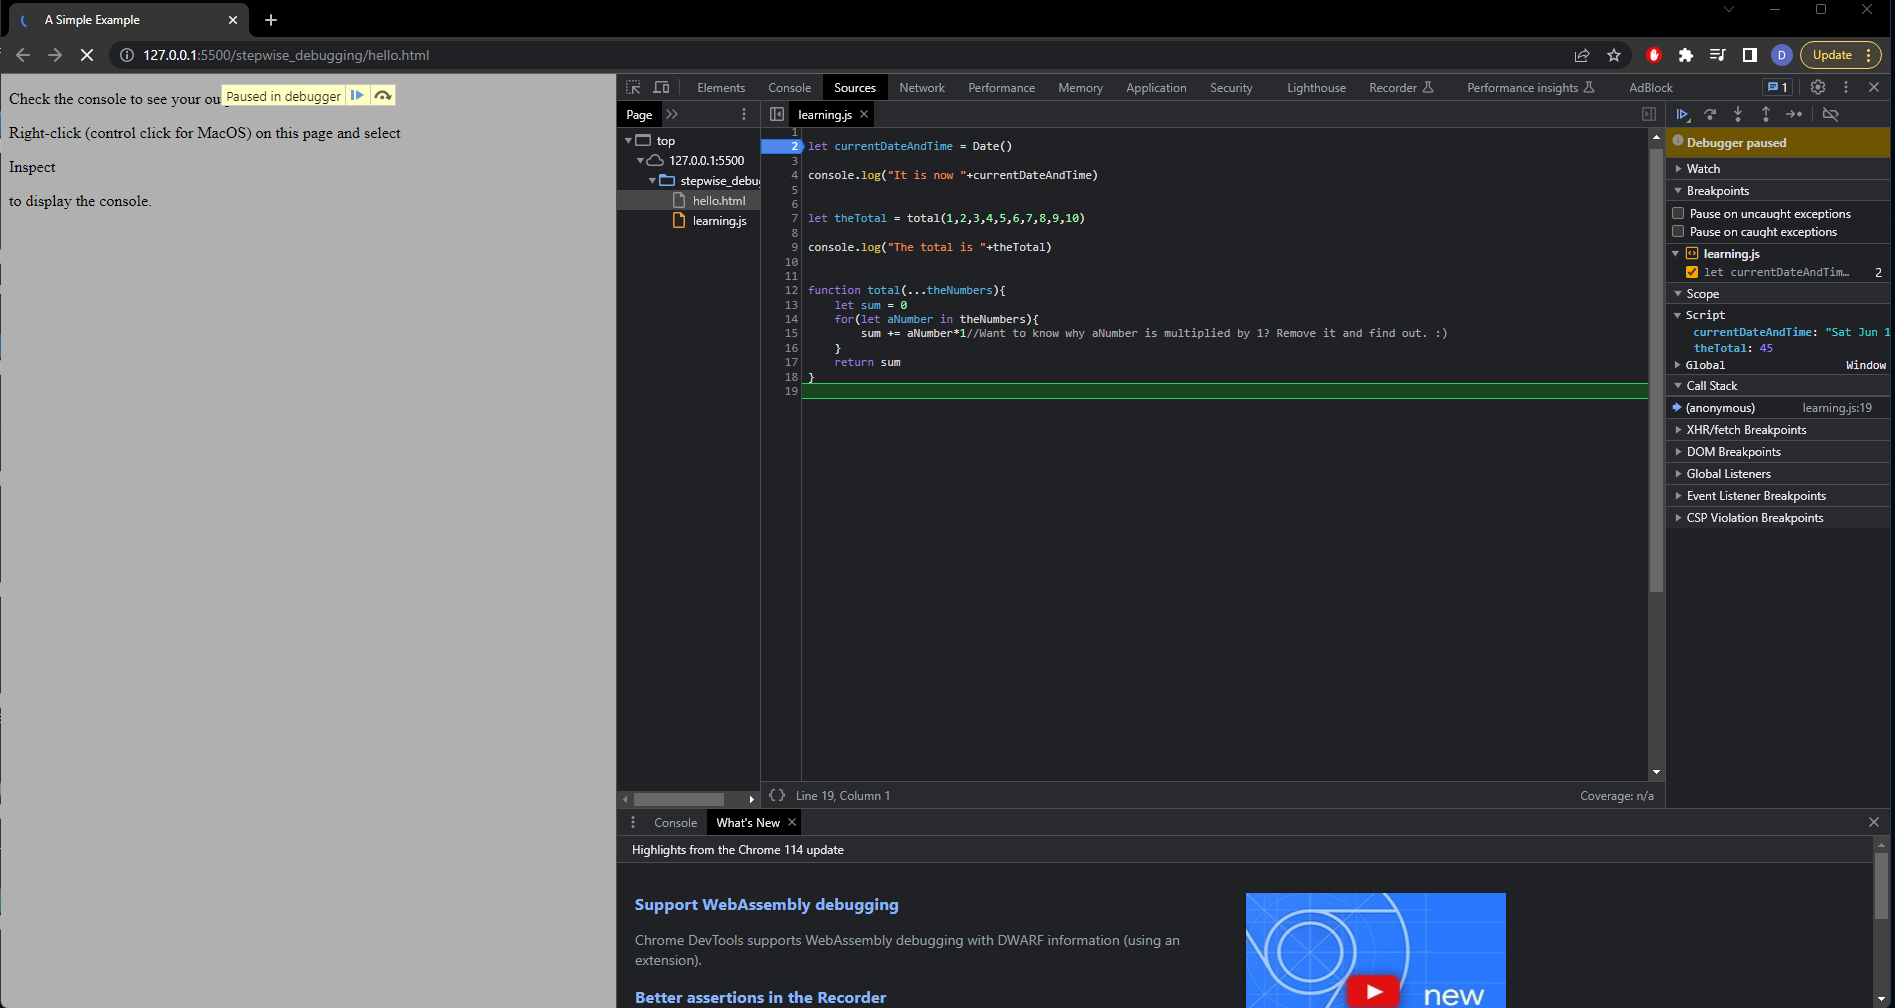 A Simple Example
127.0.0.1:5500/stepwise_debugging/hello.html
D
Update
Check the console to see your ou
Paused in debugger
Right-click (control click for MacOS) on this page and select
Inspect
to display the console.
Elements Console Sources Network Performance Memory Application Security Lighthouse Recorder Performance insights AdBlock 1
Page
top
127.0.0.1:5500
stepwise_debu
hello.html
learning.js
learning.js
1
2 let currentDateAndTime = Date()
3
4 console.log("It is now "+currentDateAndTime)
5
6
7 let theTotal = total(1,2,3,4,5,6,7,8,9,10)
8
9 console.log("The total is "+theTotal)
10
11
12 function total(...theNumbers){
13 let sum = 0
14 for(let aNumber in theNumbers){
15 sum += aNumber*1//Want to know why aNumber is multiplied by 1? Remove it and find out. :)
16 }
17 return sum
18 }
19
{} Line 19, Column 1
Coverage: n/a
Debugger paused
Watch
Breakpoints
Pause on uncaught exceptions
Pause on caught exceptions
learning.js
let currentDateAndTim… 2
Scope
Script
currentDateAndTime: "Sat Jun 1
theTotal: 45
Global Window
Call Stack
(anonymous) learning.js:19
XHR/fetch Breakpoints
DOM Breakpoints
Global Listeners
Event Listener Breakpoints
CSP Violation Breakpoints
Console What's New
Highlights from the Chrome 114 update
Support WebAssembly debugging
Chrome DevTools supports WebAssembly debugging with DWARF information (using an
extension).
Better assertions in the Recorder
new